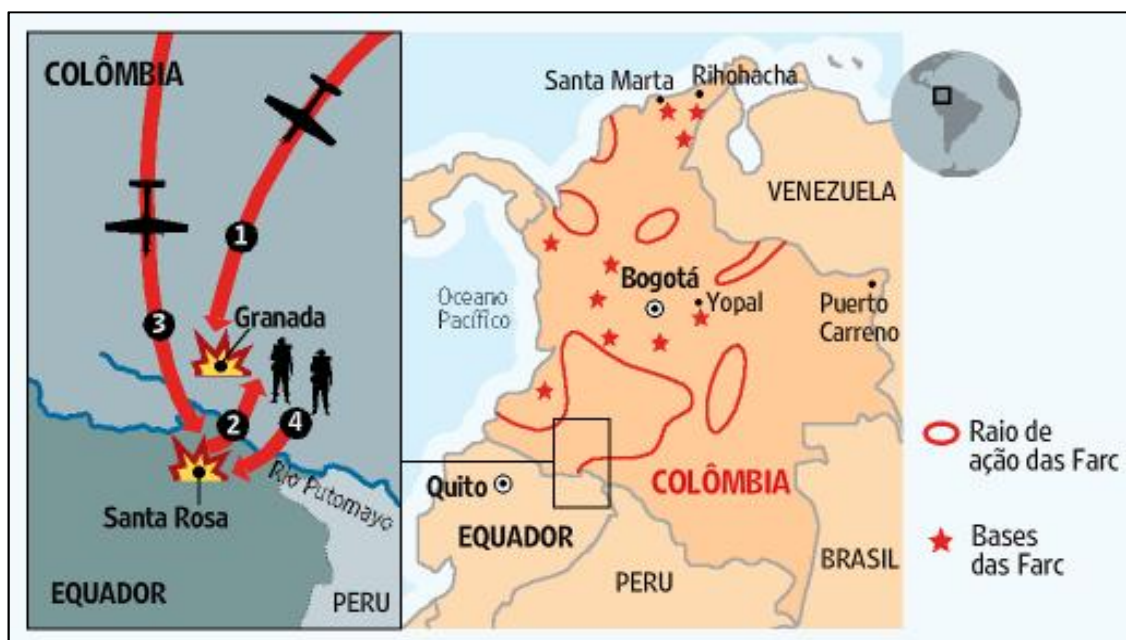 COLÔMBIA
1
3
Granada
2
4
Rio Putomayo
Santa Rosa
EQUADOR
PERU
Santa Marta
Rihohacha
VENEZUELA
Oceano
Pacífico
Bogotá
Yopal
Puerto
Carreno
COLÔMBIA
Quito
EQUADOR
PERU
BRASIL
Raio de
ação das Farc
Bases
das Farc